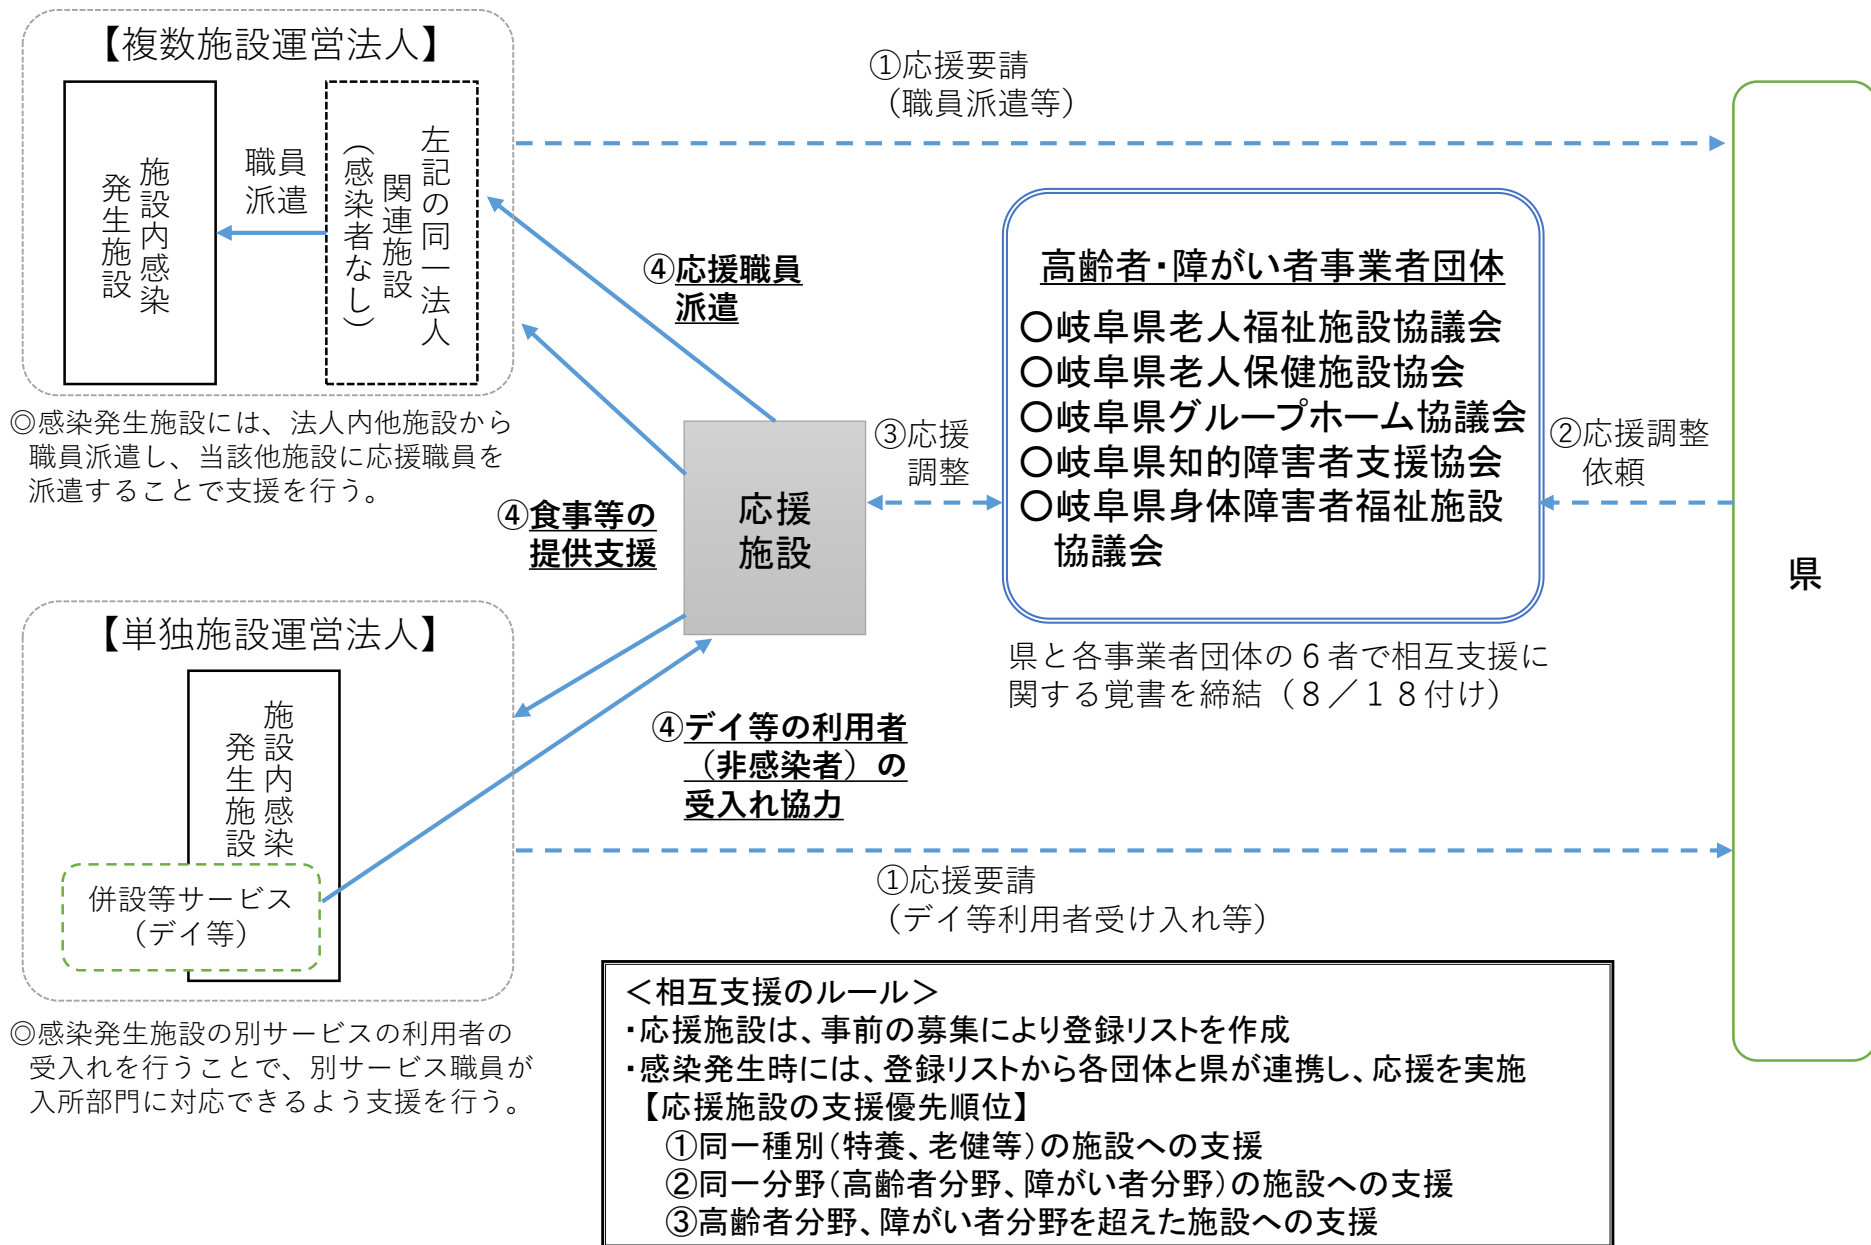 【複数施設運営法人】
施設内感染
発生施設
職員
派遣
左記の同一法人
関連施設
（感染者なし）
◎感染発生施設には、法人内他施設から
職員派遣し、当該他施設に応援職員を
派遣することで支援を行う。
①応援要請
（職員派遣等）
④応援職員
派遣
④食事等の
提供支援
応援
施設
③応援
調整
高齢者・障がい者事業者団体
〇岐阜県老人福祉施設協議会
〇岐阜県老人保健施設協会
〇岐阜県グループホーム協議会
〇岐阜県知的障害者支援協会
〇岐阜県身体障害者福祉施設
協議会
②応援調整
依頼
県
県と各事業者団体の６者で相互支援に
関する覚書を締結（８／１８付け）
【単独施設運営法人】
施設内感染
発生施設
併設等サービス
（デイ等）
④デイ等の利用者
（非感染者）の
受入れ協力
①応援要請
（デイ等利用者受け入れ等）
◎感染発生施設の別サービスの利用者の
受入れを行うことで、別サービス職員が
入所部門に対応できるよう支援を行う。
＜相互支援のルール＞
・応援施設は、事前の募集により登録リストを作成
・感染発生時には、登録リストから各団体と県が連携し、応援を実施
【応援施設の支援優先順位】
①同一種別（特養、老健等）の施設への支援
②同一分野（高齢者分野、障がい者分野）の施設への支援
③高齢者分野、障がい者分野を超えた施設への支援